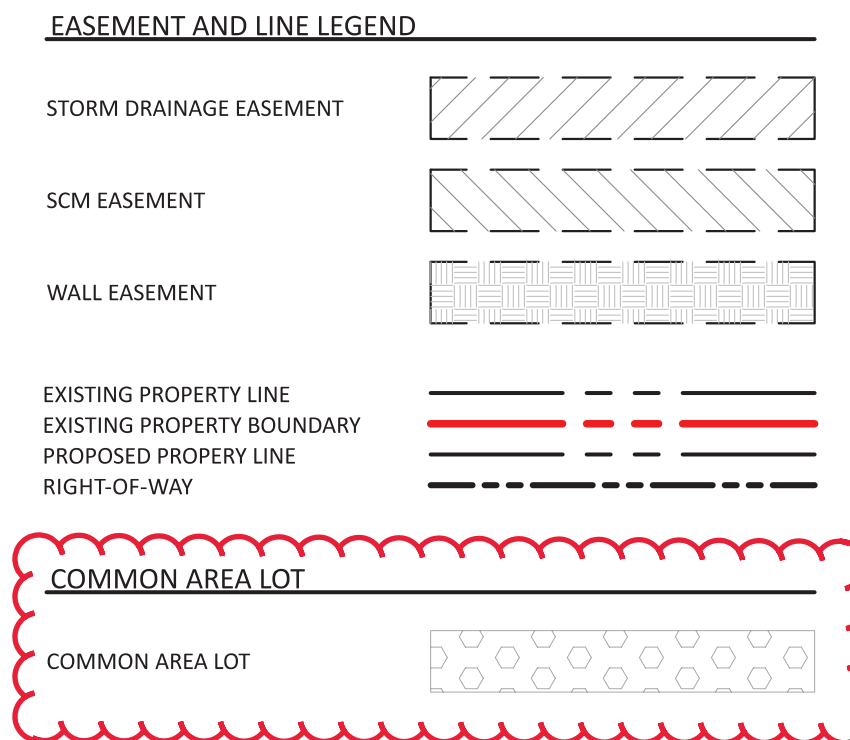 EASEMENT AND LINE LEGEND
STORM DRAINAGE EASEMENT
SCM EASEMENT
WALL EASEMENT
EXISTING PROPERTY LINE
EXISTING PROPERTY BOUNDARY
PROPOSED PROPERY LINE
RIGHT-OF-WAY
COMMON AREA LOT
COMMON AREA LOT